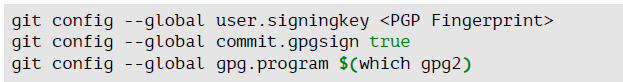 git config --global user.signingkey <PGP Fingerprint>
git config --global commit.gpgsign true
git config --global gpg.program $(which gpg2)